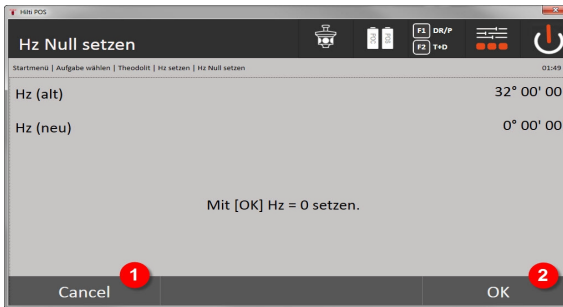 Hilti POS
Hz Null setzen
POC
POS
F1 DR/P
F2 T+D
Startmenü | Aufgabe wählen | Theodolit | Hz setzen | Hz Null setzen
01:49
Hz (alt)
32° 00' 00
Hz (neu)
0° 00' 00
Mit [OK] Hz = 0 setzen.
1
2
Cancel
OK